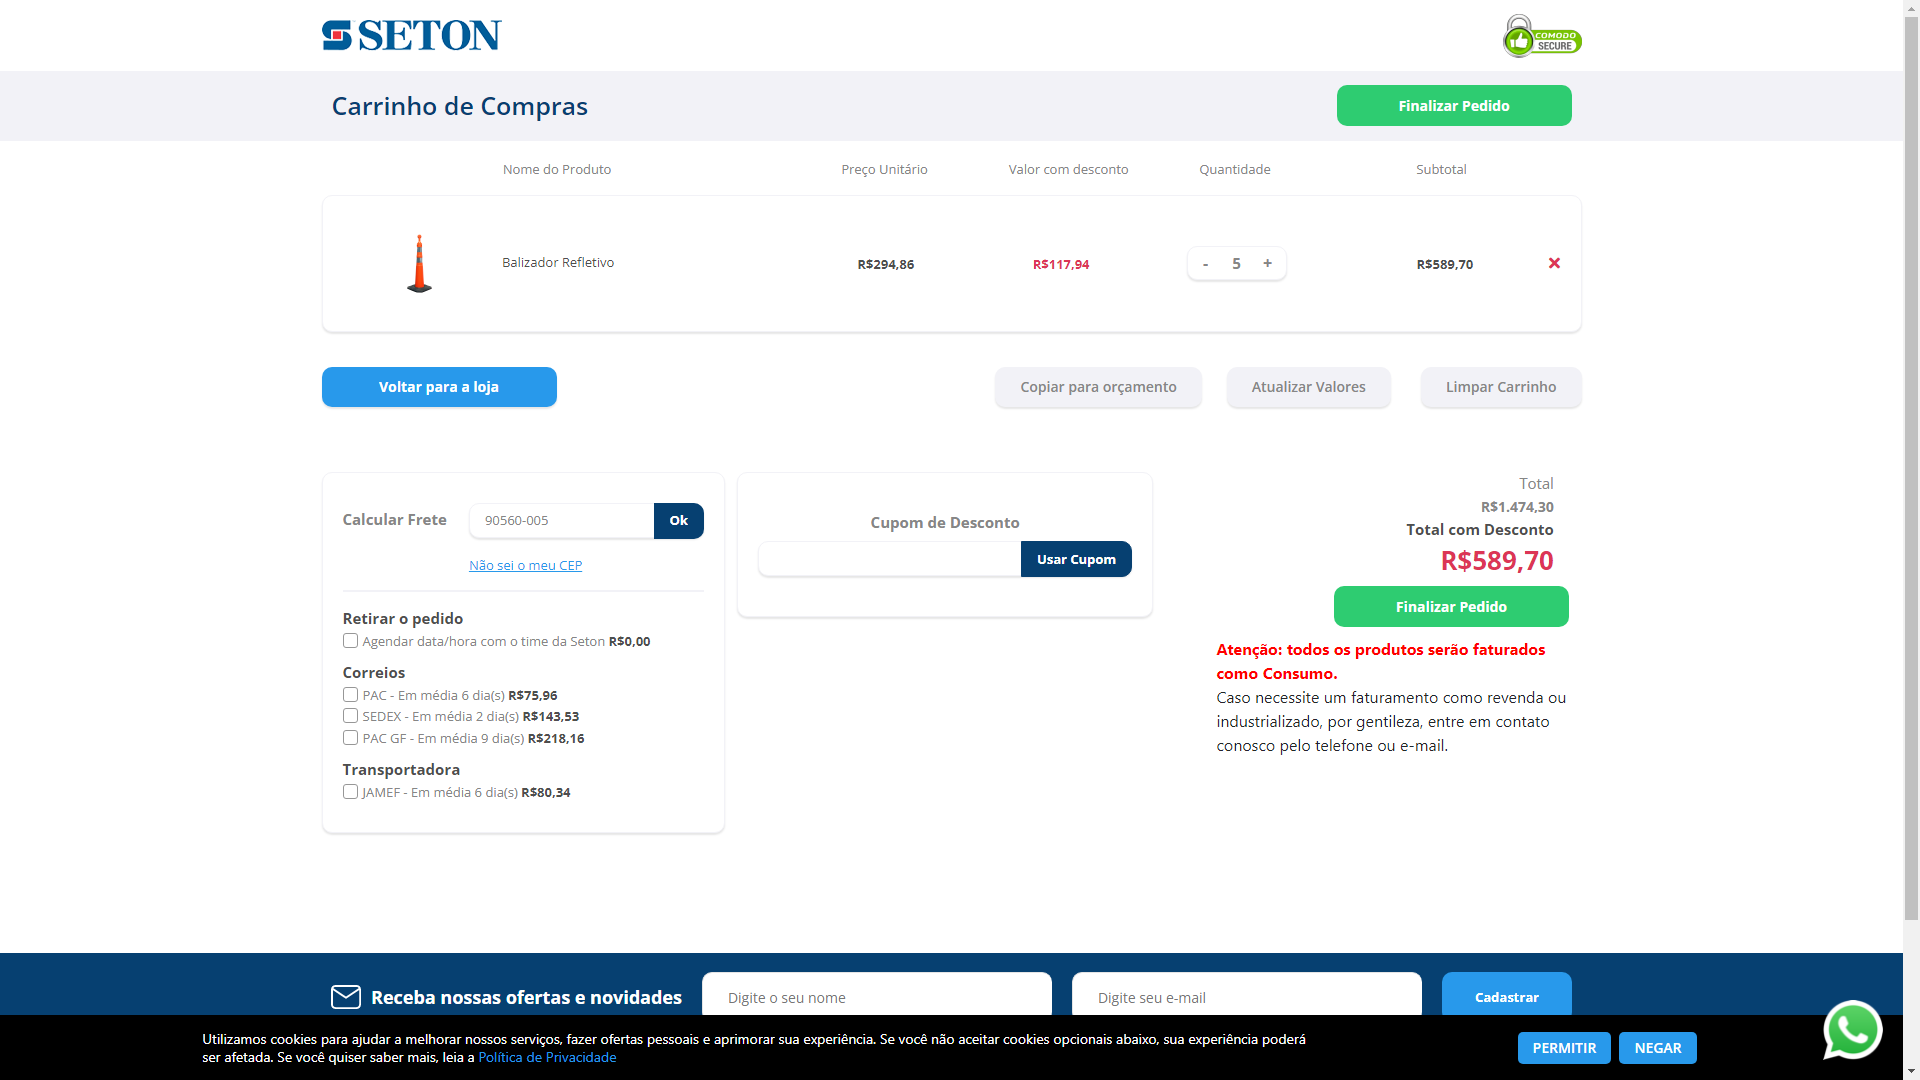 SETON
COMODO
SECURE
Carrinho de Compras
Finalizar Pedido
Nome do Produto
Preço Unitário
Valor com desconto
Quantidade
Subtotal
Balizador Refletivo
R$294,86
R$117,94
- 5 +
R$589,70
Voltar para a loja
Copiar para orçamento
Atualizar Valores
Limpar Carrinho
Calcular Frete
90560-005
Ok
Não sei o meu CEP
Retirar o pedido
Agendar data/hora com o time da Seton R$0,00
Correios
PAC - Em média 6 dia(s) R$75,96
SEDEX - Em média 2 dia(s) R$143,53
PAC GF - Em média 9 dia(s) R$218,16
Transportadora
JAMEF - Em média 6 dia(s) R$80,34
Cupom de Desconto
Usar Cupom
Total
R$1.474,30
Total com Desconto
R$589,70
Finalizar Pedido
Atenção: todos os produtos serão faturados
como Consumo.
Caso necessite um faturamento como revenda ou
industrializado, por gentileza, entre em contato
conosco pelo telefone ou e-mail.
Receba nossas ofertas e novidades
Digite o seu nome
Digite seu e-mail
Cadastrar
Utilizamos cookies para ajudar a melhorar nossos serviços, fazer ofertas pessoais e aprimorar sua experiência. Se você não aceitar cookies opcionais abaixo, sua experiência poderá
ser afetada. Se você quiser saber mais, leia a Política de Privacidade
PERMITIR
NEGAR